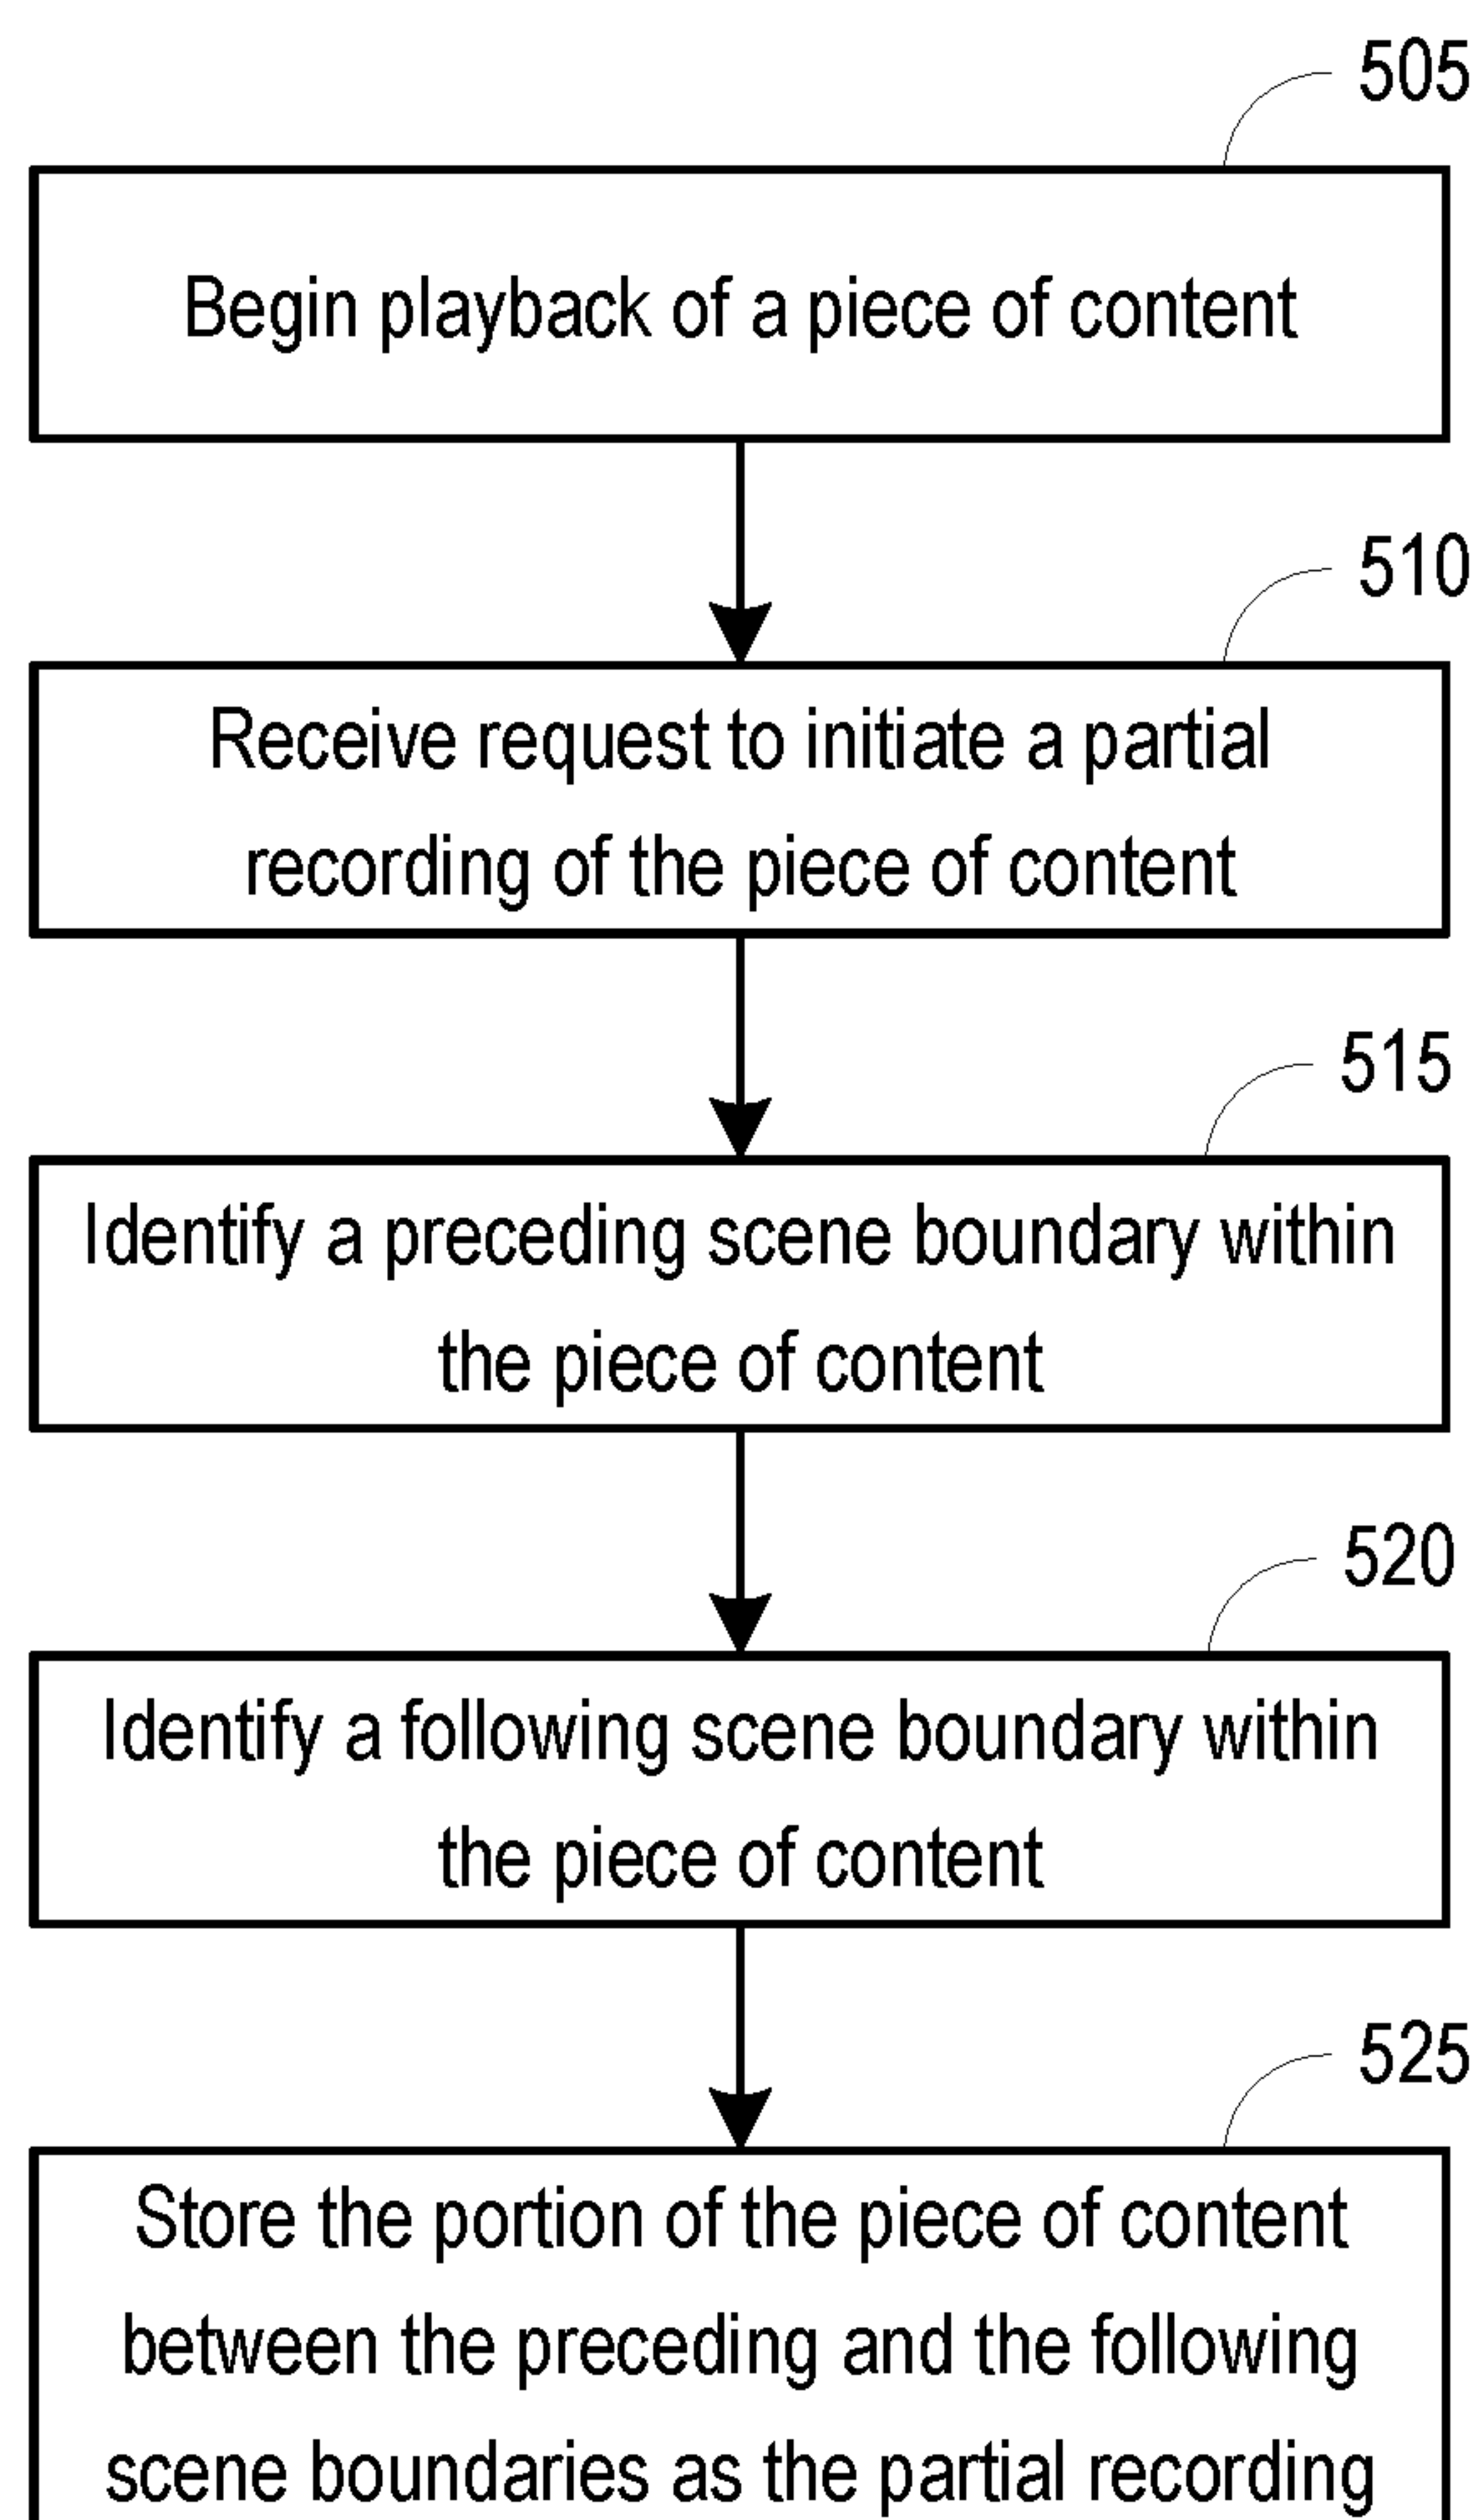 505
Begin playback of a piece of content
510
Receive request to initiate a partial
recording of the piece of content
515
Identify a preceding scene boundary within
the piece of content
520
Identify a following scene boundary within
the piece of content
525
Store the portion of the piece of content
between the preceding and the following
scene boundaries as the partial recording